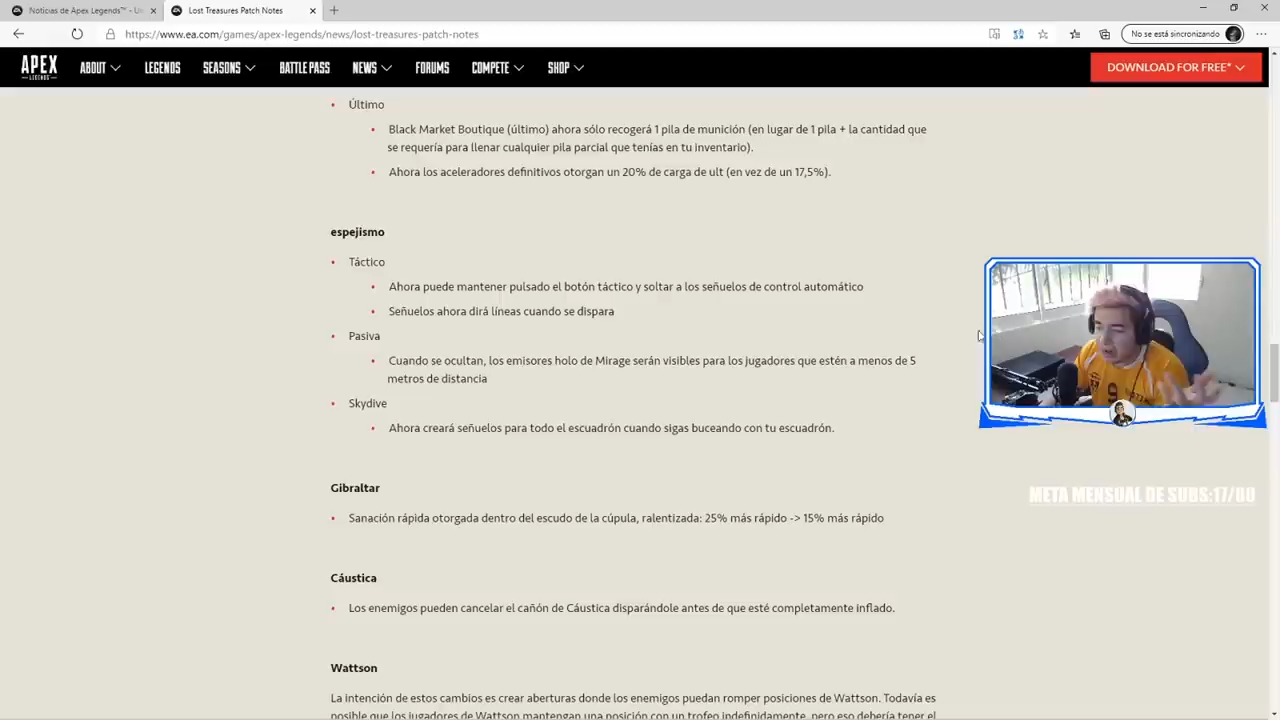 Noticias de Apex Legends™ - U
Lost Treasures Patch Notes
https://www.ea.com/games/apex-legends/news/lost-treasures-patch-notes
No se está sincronizando
APEX
LEGENDS
ABOUT
LEGENDS
SEASONS
BATTLE PASS
NEWS
FORUMS
COMPETE
SHOP
DOWNLOAD FOR FREE*
Último
Black Market Boutique (último) ahora sólo recogerá 1 pila de munición (en lugar de 1 pila + la cantidad que
se requería para llenar cualquier pila parcial que tenías en tu inventario).
Ahora los aceleradores definitivos otorgan un 20% de carga de ult (en vez de un 17,5%).
espejismo
Táctico
Ahora puede mantener pulsado el botón táctico y soltar a los señuelos de control automático
Señuelos ahora dirá líneas cuando se dispara
Pasiva
Cuando se ocultan, los emisores holo de Mirage serán visibles para los jugadores que estén a menos de 5
metros de distancia
Skydive
Ahora creará señuelos para todo el escuadrón cuando sigas buceando con tu escuadrón.
Gibraltar
Sanación rápida otorgada dentro del escudo de la cúpula, ralentizada: 25% más rápido -> 15% más rápido
META MENSUAL DE SUBS:17/80
Cáustica
Los enemigos pueden cancelar el cañón de Cáustica disparándole antes de que esté completamente inflado.
Wattson
La intención de estos cambios es crear aberturas donde los enemigos puedan romper posiciones de Wattson. Todavía es
posible que los jugadores de Wattson mantengan una posición con un trofeo indefinidamente, pero eso debería tener el